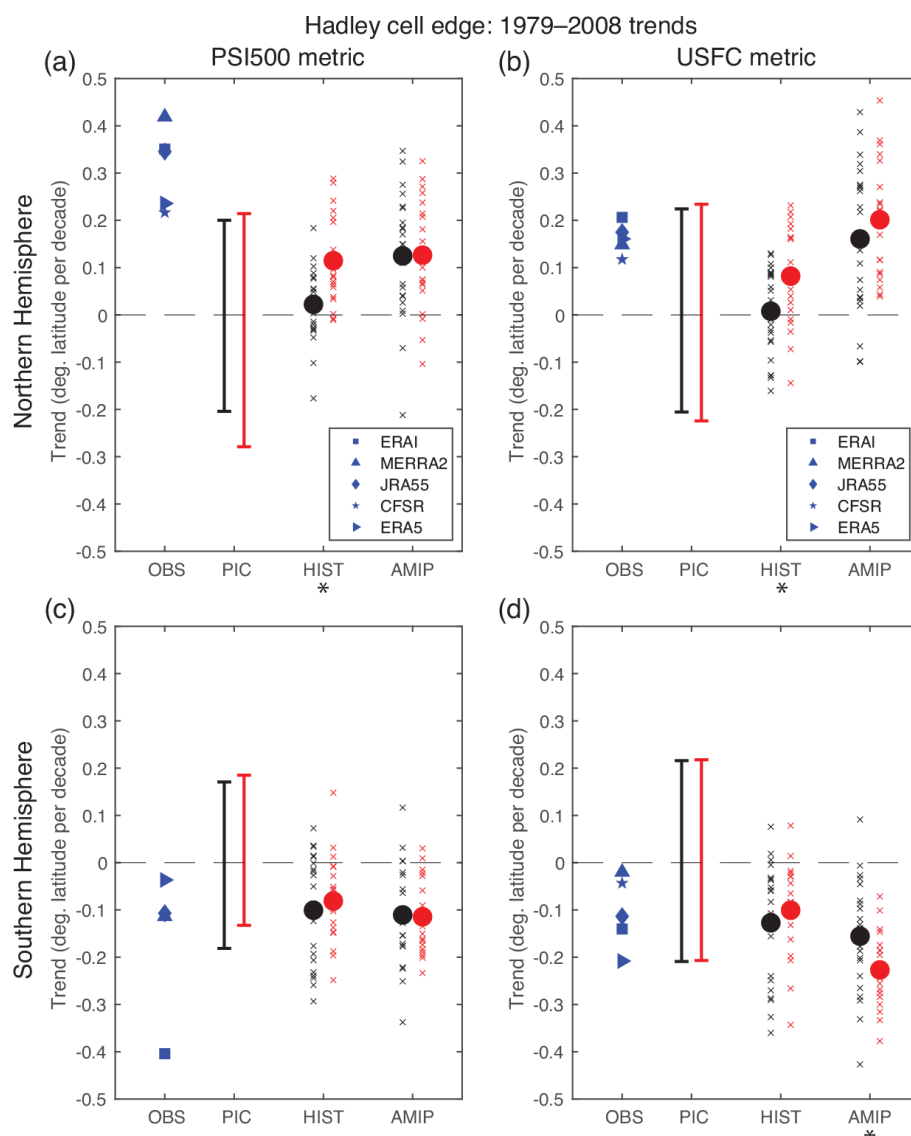 Hadley cell edge: 1979–2008 trends
(a) PSI500 metric
(b) USFC metric
Northern Hemisphere
Trend (deg. latitude per decade)
0.5
0.4
0.3
0.2
0.1
0
-0.1
-0.2
-0.3
-0.4
-0.5
ERAI
MERRA2
JRA55
CFSR
ERA5
OBS PIC HIST AMIP
*
Trend (deg. latitude per decade)
0.5
0.4
0.3
0.2
0.1
0
-0.1
-0.2
-0.3
-0.4
-0.5
ERAI
MERRA2
JRA55
CFSR
ERA5
OBS PIC HIST AMIP
*
(c)
(d)
Southern Hemisphere
Trend (deg. latitude per decade)
0.5
0.4
0.3
0.2
0.1
0
-0.1
-0.2
-0.3
-0.4
-0.5
OBS PIC HIST AMIP
Trend (deg. latitude per decade)
0.5
0.4
0.3
0.2
0.1
0
-0.1
-0.2
-0.3
-0.4
-0.5
OBS PIC HIST AMIP
*